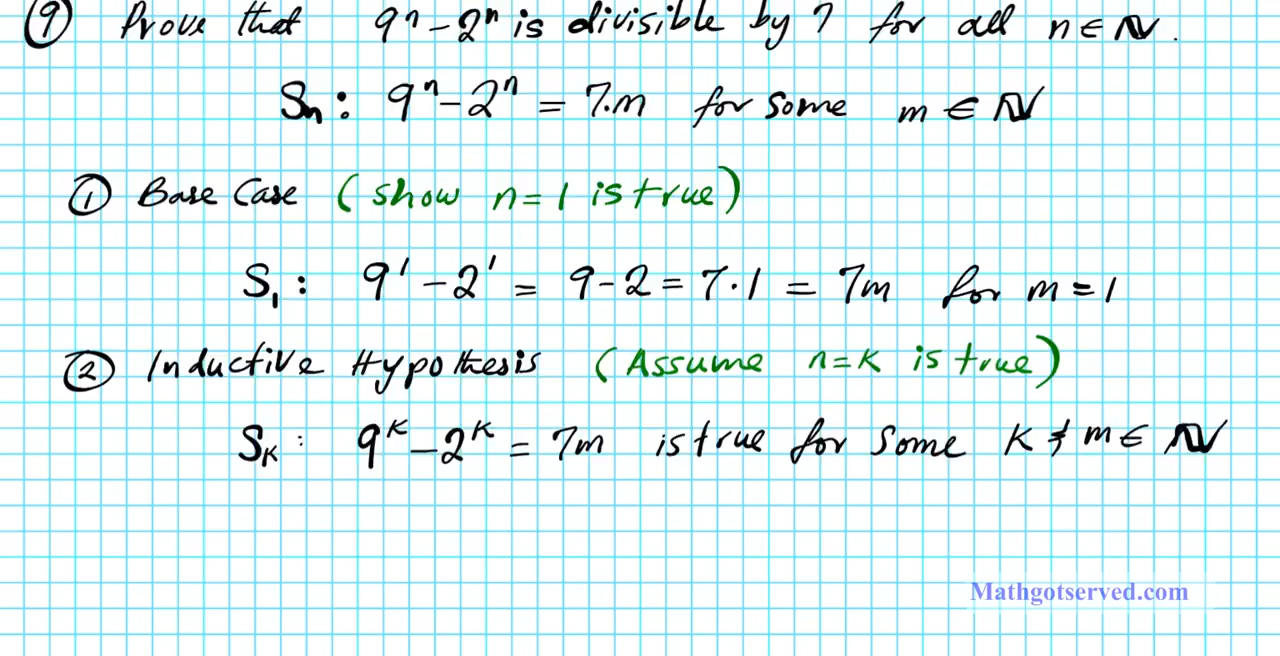 ⑨ Prove that 9ⁿ - 2ⁿ is divisible by 7 for all n ∈ ℕ.
Sₙ: 9ⁿ - 2ⁿ = 7·m for some m ∈ ℕ
① Base Case (show n=1 is true)
S₁: 9¹ - 2¹ = 9 - 2 = 7·1 = 7m for m = 1
② Inductive Hypothesis (Assume n=k is true)
Sₖ: 9ᵏ - 2ᵏ = 7m is true for some k & m ∈ ℕ
Mathgotserved.com